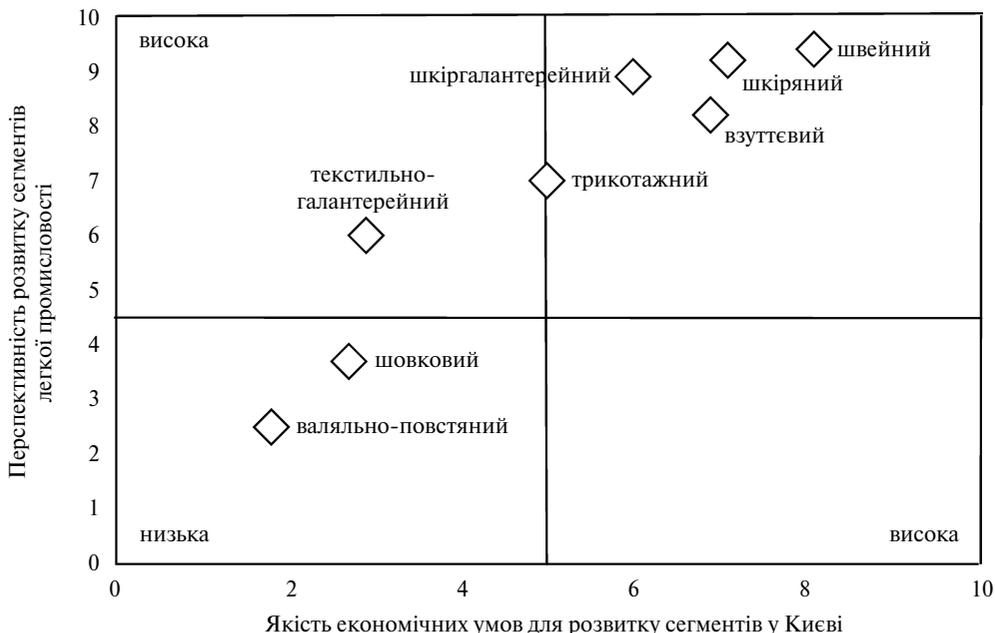 Перспективність розвитку сегментів
легкої промисловості
10
9
8
7
6
5
4
3
2
1
0
висока
шкіргалантерейний
швейний
шкіряний
взуттєвий
текстильно-
галантерейний
трикотажний
шовковий
валяльно-повстяний
низька
висока
0
2
4
6
8
10
Якість економічних умов для розвитку сегментів у Києві